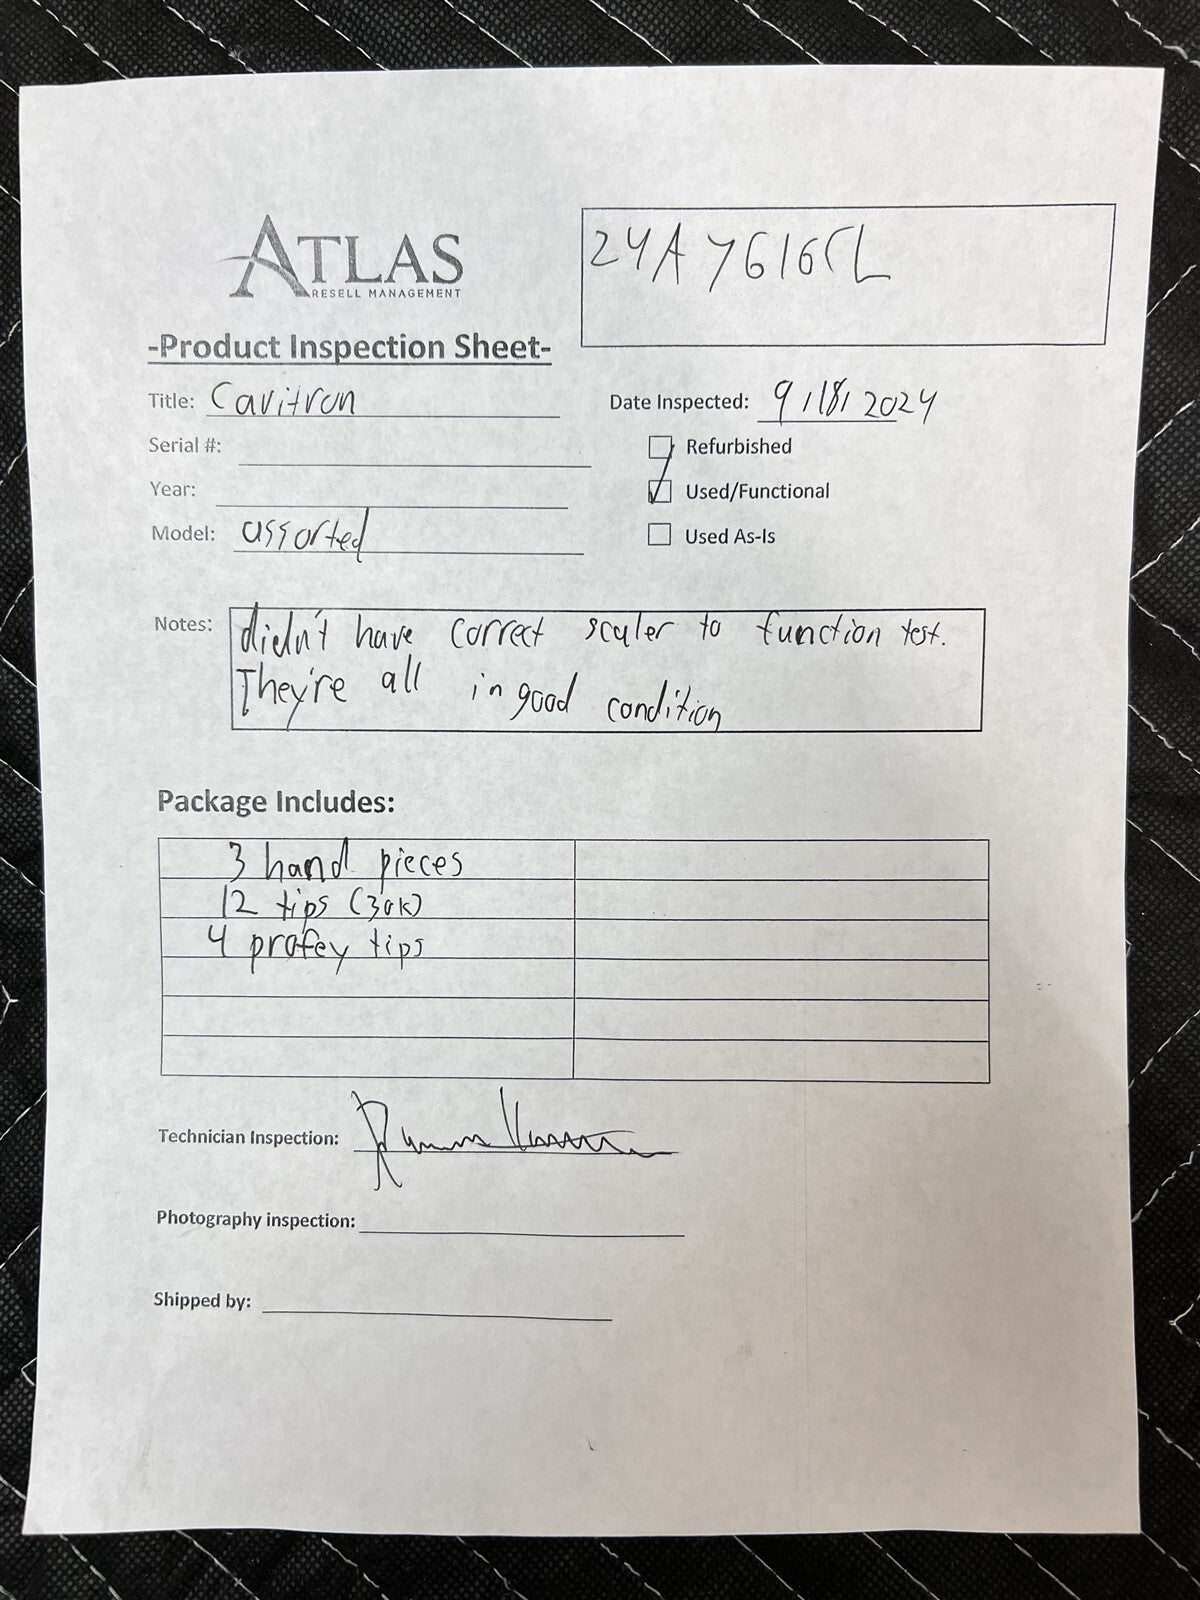 ATLAS
RESELL MANAGEMENT
24A7616CL
-Product Inspection Sheet-
Title: Cavitron
Date Inspected: 9/18/2024
Serial #:
Refurbished
Year:
Used/Functional
Model: assorted
Used As-Is
Notes: didn't have correct scaler to function test.
They're all in good condition
Package Includes:
3 hand pieces
12 tips (30K)
4 profey tips
Technician Inspection:
Photography inspection:
Shipped by: